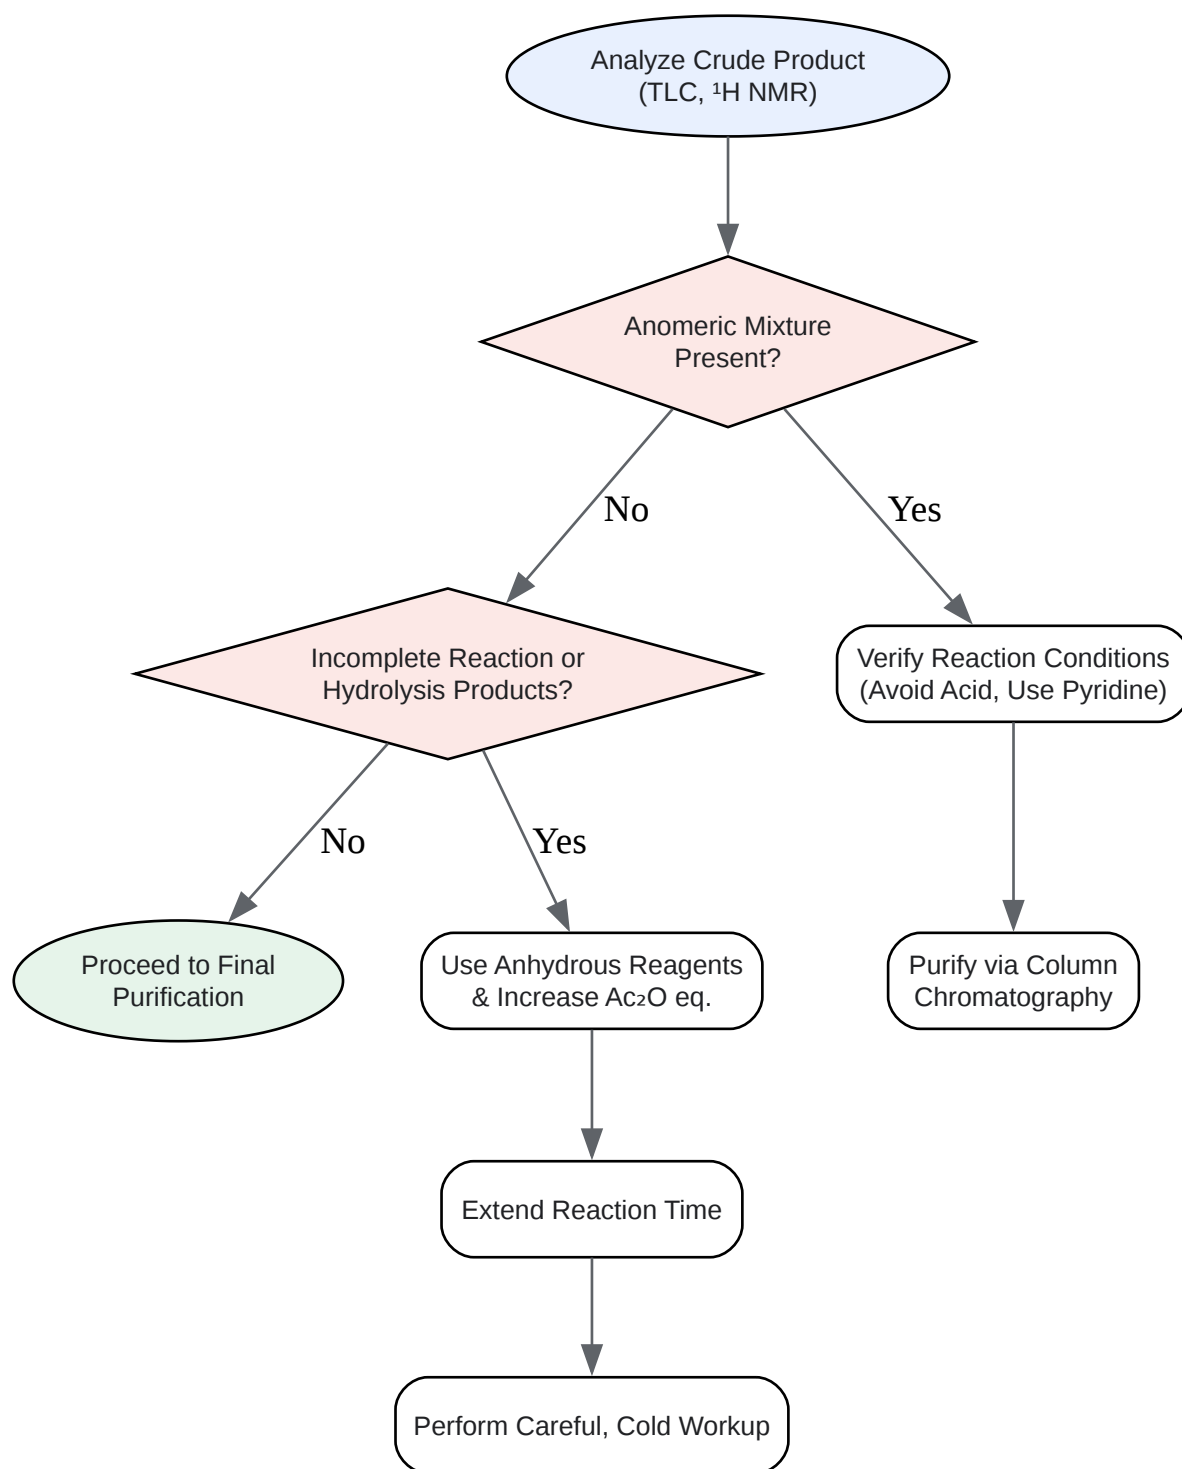 Analyze Crude Product
(TLC, ¹H NMR)
Anomeric Mixture
Present?
No
Yes
Incomplete Reaction or
Hydrolysis Products?
Verify Reaction Conditions
(Avoid Acid, Use Pyridine)
No
Yes
Proceed to Final
Purification
Use Anhydrous Reagents
& Increase Ac₂O eq.
Purify via Column
Chromatography
Extend Reaction Time
Perform Careful, Cold Workup